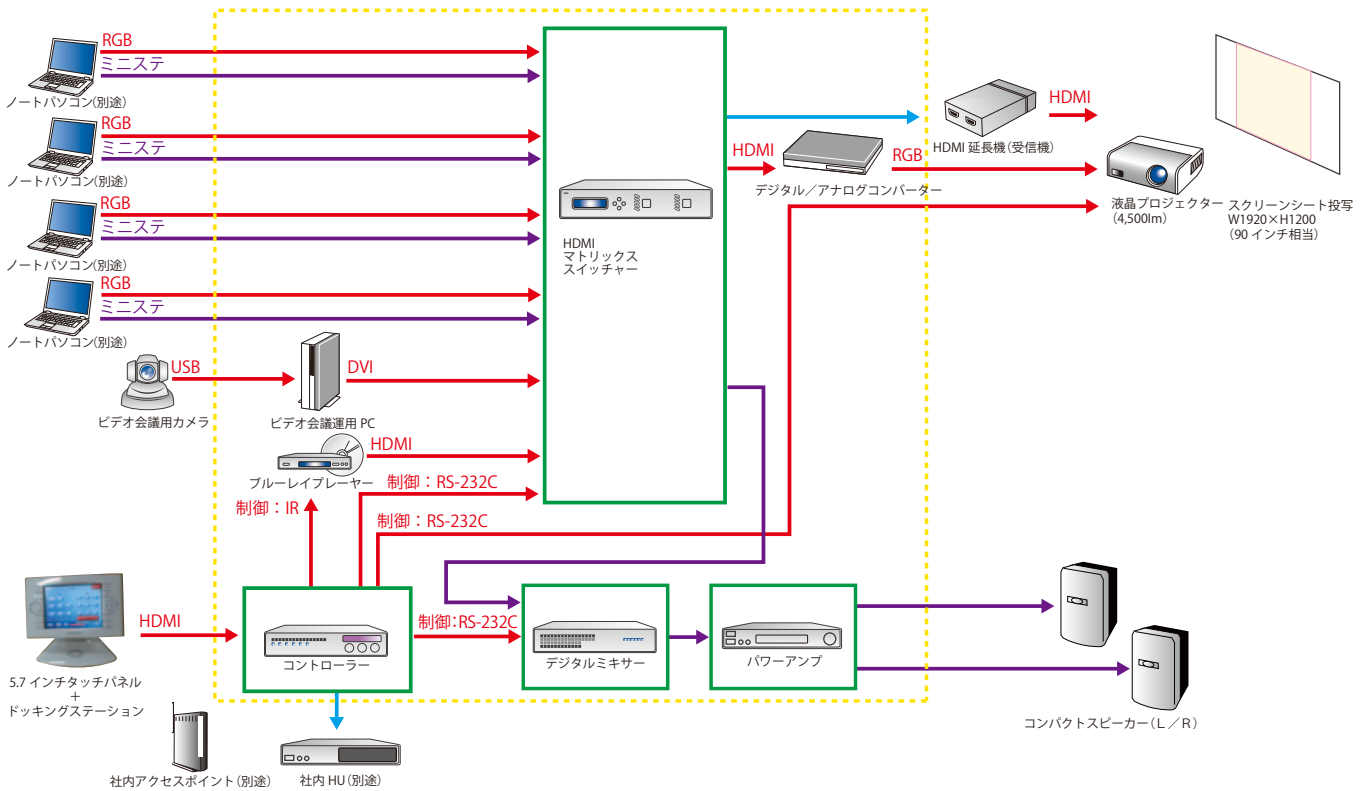 RGB
ミニステ
ノートパソコン(別途)
RGB
ミニステ
ノートパソコン(別途)
RGB
ミニステ
ノートパソコン(別途)
RGB
ミニステ
ノートパソコン(別途)
USB
ビデオ会議用カメラ
DVI
ビデオ会議運用 PC
HDMI
ブルーレイプレーヤー
制御：IR
制御：RS-232C
制御：RS-232C
HDMI
マトリックス
スイッチャー
HDMI
デジタル／アナログコンバーター
RGB
HDMI 延長機(受信機)
HDMI
液晶プロジェクター
(4,500lm)
スクリーンシート投写
W1920×H1200
(90 インチ相当)
HDMI
5.7 インチタッチパネル
+
ドッキングステーション
コントローラー
制御:RS-232C
デジタルミキサー
パワーアンプ
コンパクトスピーカー(L／R)
社内アクセスポイント(別途)
社内 HU(別途)